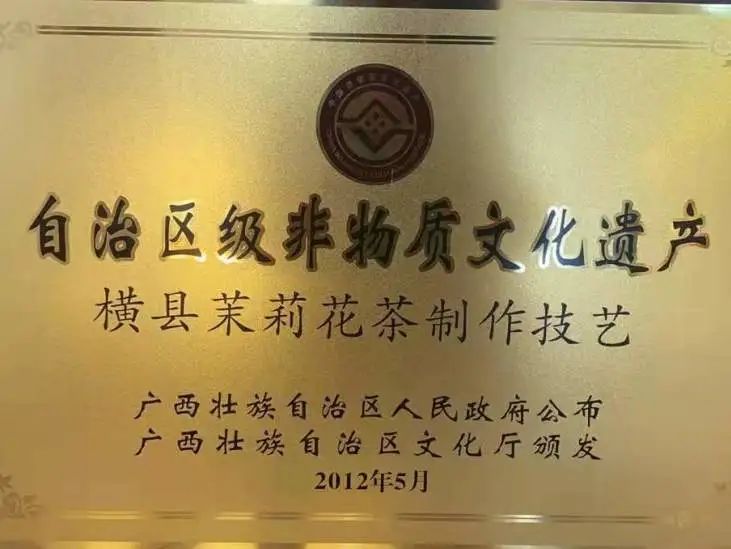 自治区级非物质文化遗产
横县茉莉花茶制作技艺
广西壮族自治区人民政府公布
广西壮族自治区文化厅颁发
2012年5月